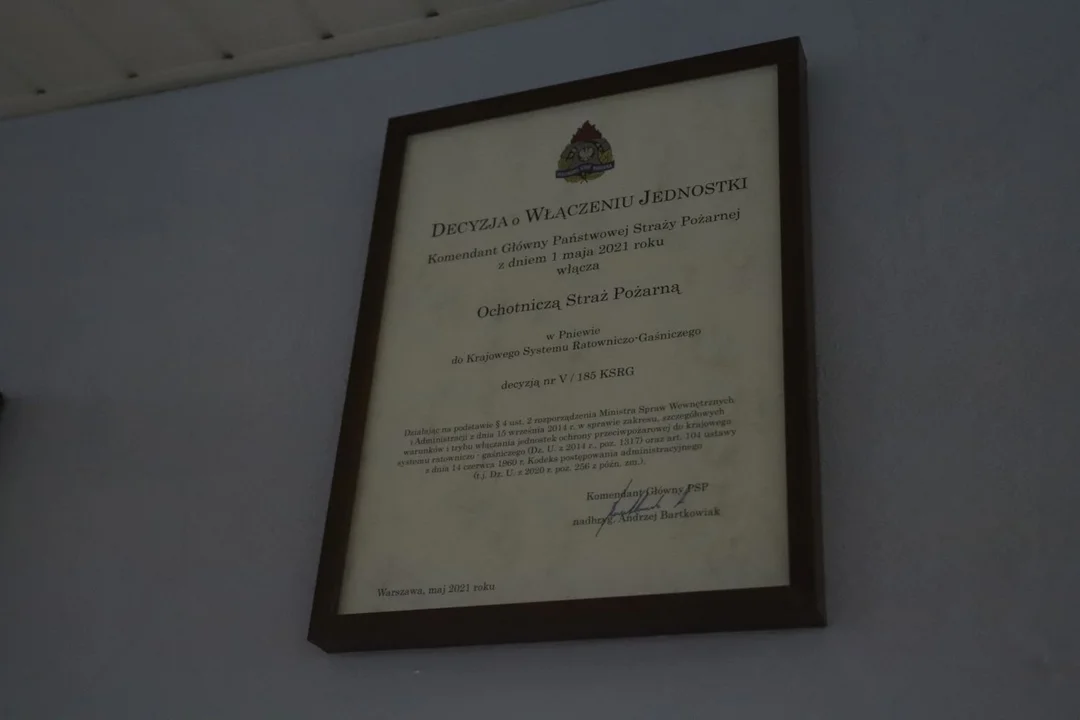 Decyzja o Włączeniu Jednostki
Komendant Główny Państwowej Straży Pożarnej
z dniem 1 maja 2021 roku
włącza
Ochotniczą Straż Pożarną
w Pniewie
do Krajowego Systemu Ratowniczo-Gaśniczego
decyzją nr V / 185 KSRG
Działając na podstawie § 4 ust. 2 rozporządzenia Ministra Spraw Wewnętrznych
i Administracji z dnia 15 września 2014 r. w sprawie zakresu, szczegółowych
warunków i trybu włączania jednostek ochrony przeciwpożarowej do krajowego
systemu ratowniczo - gaśniczego (Dz. U. z 2014 r., poz. 1317) oraz art. 104 ustawy
z dnia 14 czerwca 1960 r. Kodeks postępowania administracyjnego
(t.j. Dz. U. z 2020 r. poz. 256 z późn. zm.).
Komendant Główny PSP
nadbryg. Andrzej Bartkowiak
Warszawa, maj 2021 roku